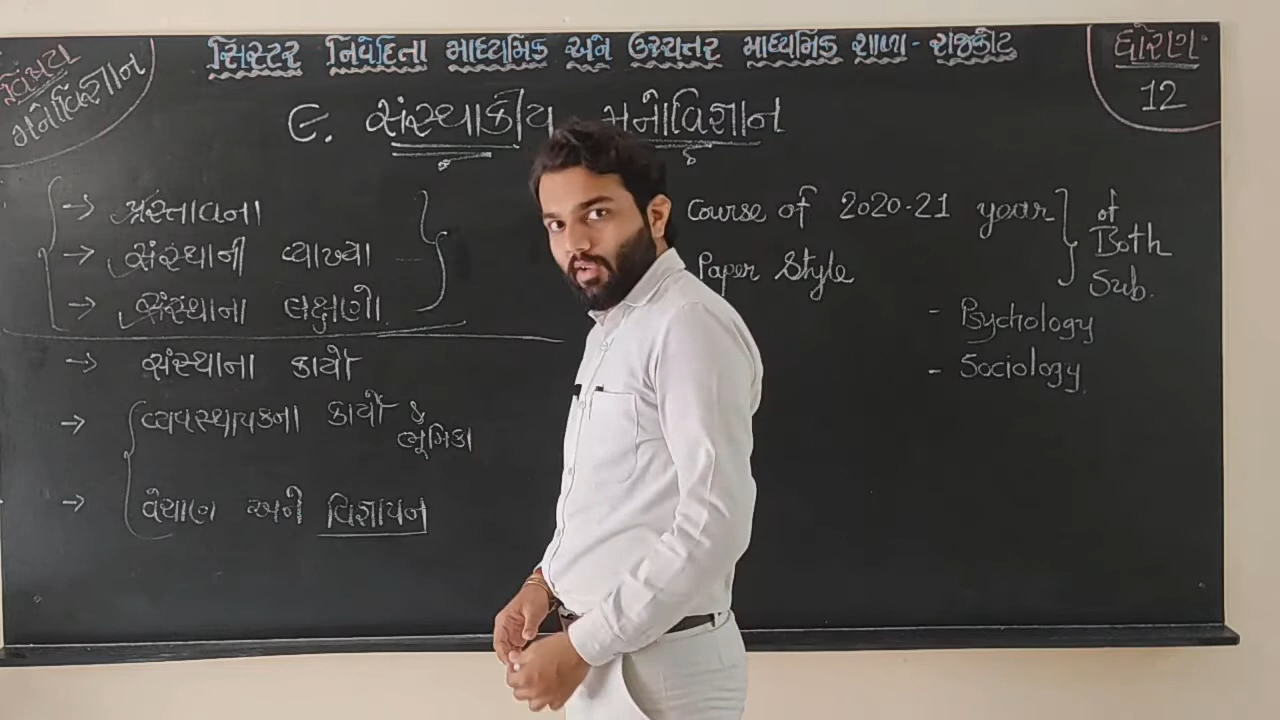 વિષય
મનોવિજ્ઞાન
સિસ્ટર નિવેદિતા માધ્યમિક અને ઉચ્ચતર માધ્યમિક શાળા - રાજકોટ
ધોરણ
12
૯. સંસ્થાકીય મનોવિજ્ઞાન
→ પ્રસ્તાવના
→ સંસ્થાની વ્યાખ્યા
→ સંસ્થાના લક્ષણો
→ સંસ્થાના કાર્યો
→ વ્યવસ્થાપકના કાર્યો & ભૂમિકા
→ વેચાણ અને વિજ્ઞાપન
Course of 2020-21 year
Paper Style
of
Both
Sub.
- Psychology
- Sociology